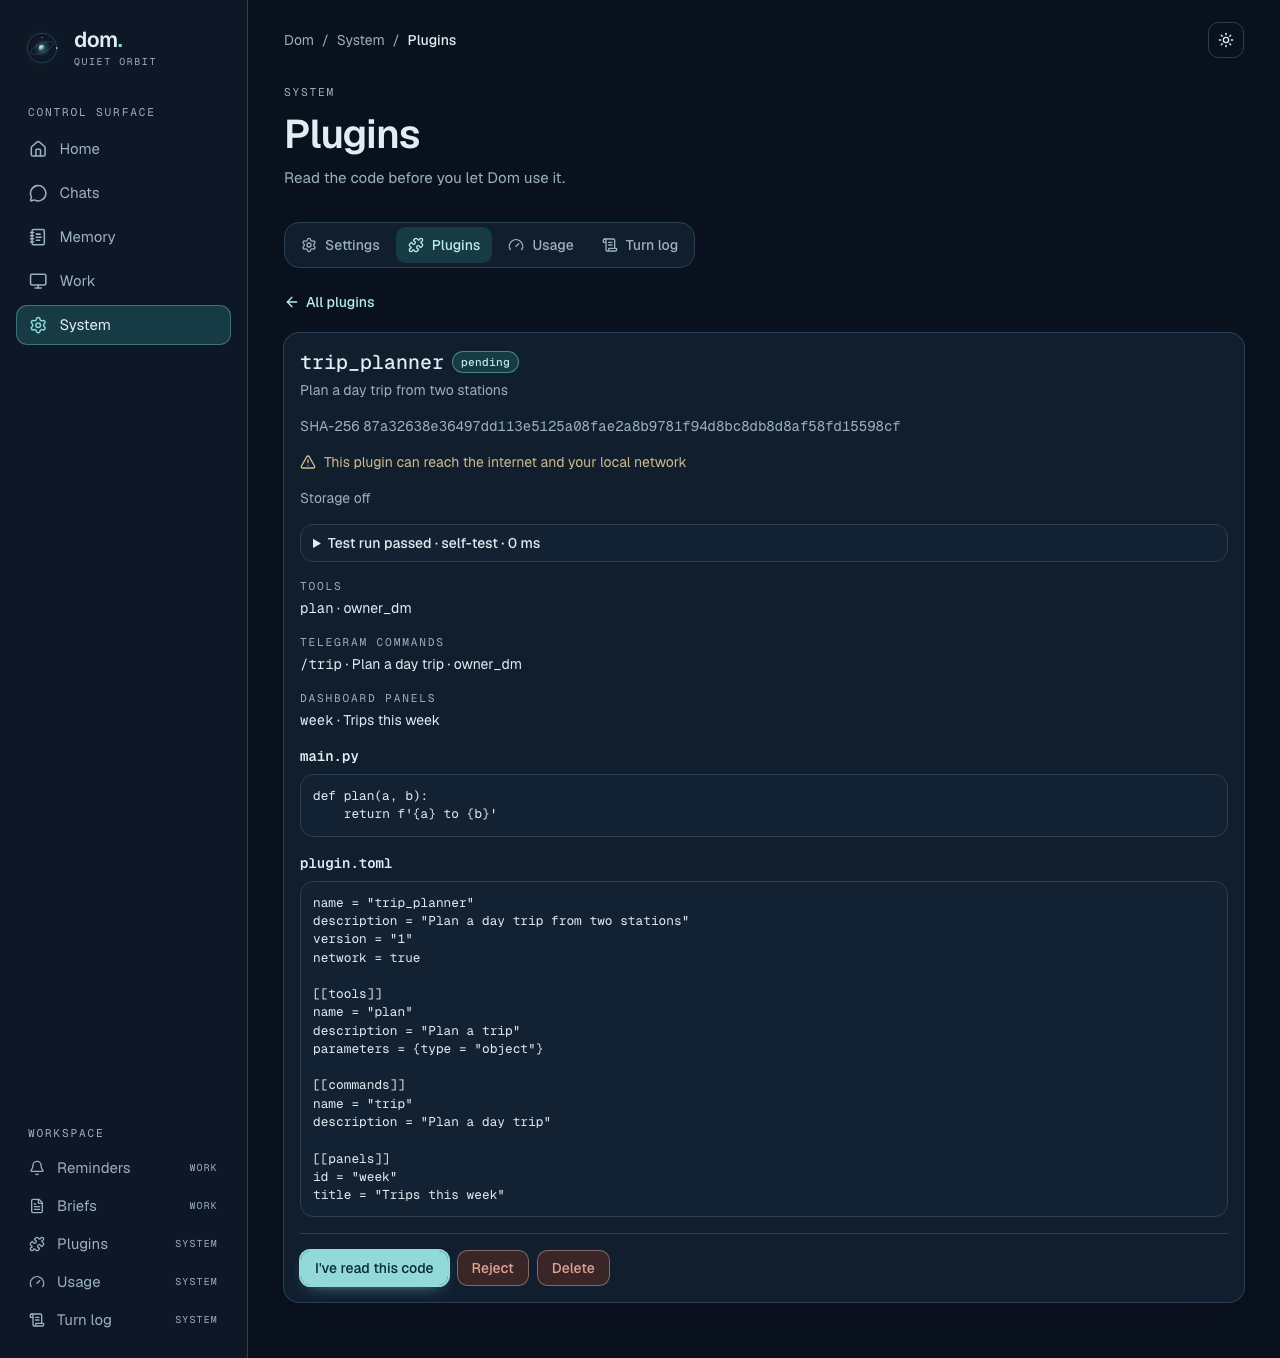 dom.
QUIET ORBIT
CONTROL SURFACE
Home
Chats
Memory
Work
System
WORKSPACE
Reminders WORK
Briefs WORK
Plugins SYSTEM
Usage SYSTEM
Turn log SYSTEM
Dom / System / Plugins
SYSTEM
Plugins
Read the code before you let Dom use it.
Settings Plugins Usage Turn log
← All plugins
trip_planner pending
Plan a day trip from two stations
SHA-256 87a32638e36497dd113e5125a08fae2a8b9781f94d8bc8db8d8af58fd15598cf
This plugin can reach the internet and your local network
Storage off
▶ Test run passed · self-test · 0 ms
TOOLS
plan · owner_dm
TELEGRAM COMMANDS
/trip · Plan a day trip · owner_dm
DASHBOARD PANELS
week · Trips this week
main.py
def plan(a, b):
    return f'{a} to {b}'
plugin.toml
name = "trip_planner"
description = "Plan a day trip from two stations"
version = "1"
network = true

[[tools]]
name = "plan"
description = "Plan a trip"
parameters = {type = "object"}

[[commands]]
name = "trip"
description = "Plan a day trip"

[[panels]]
id = "week"
title = "Trips this week"
I've read this code Reject Delete